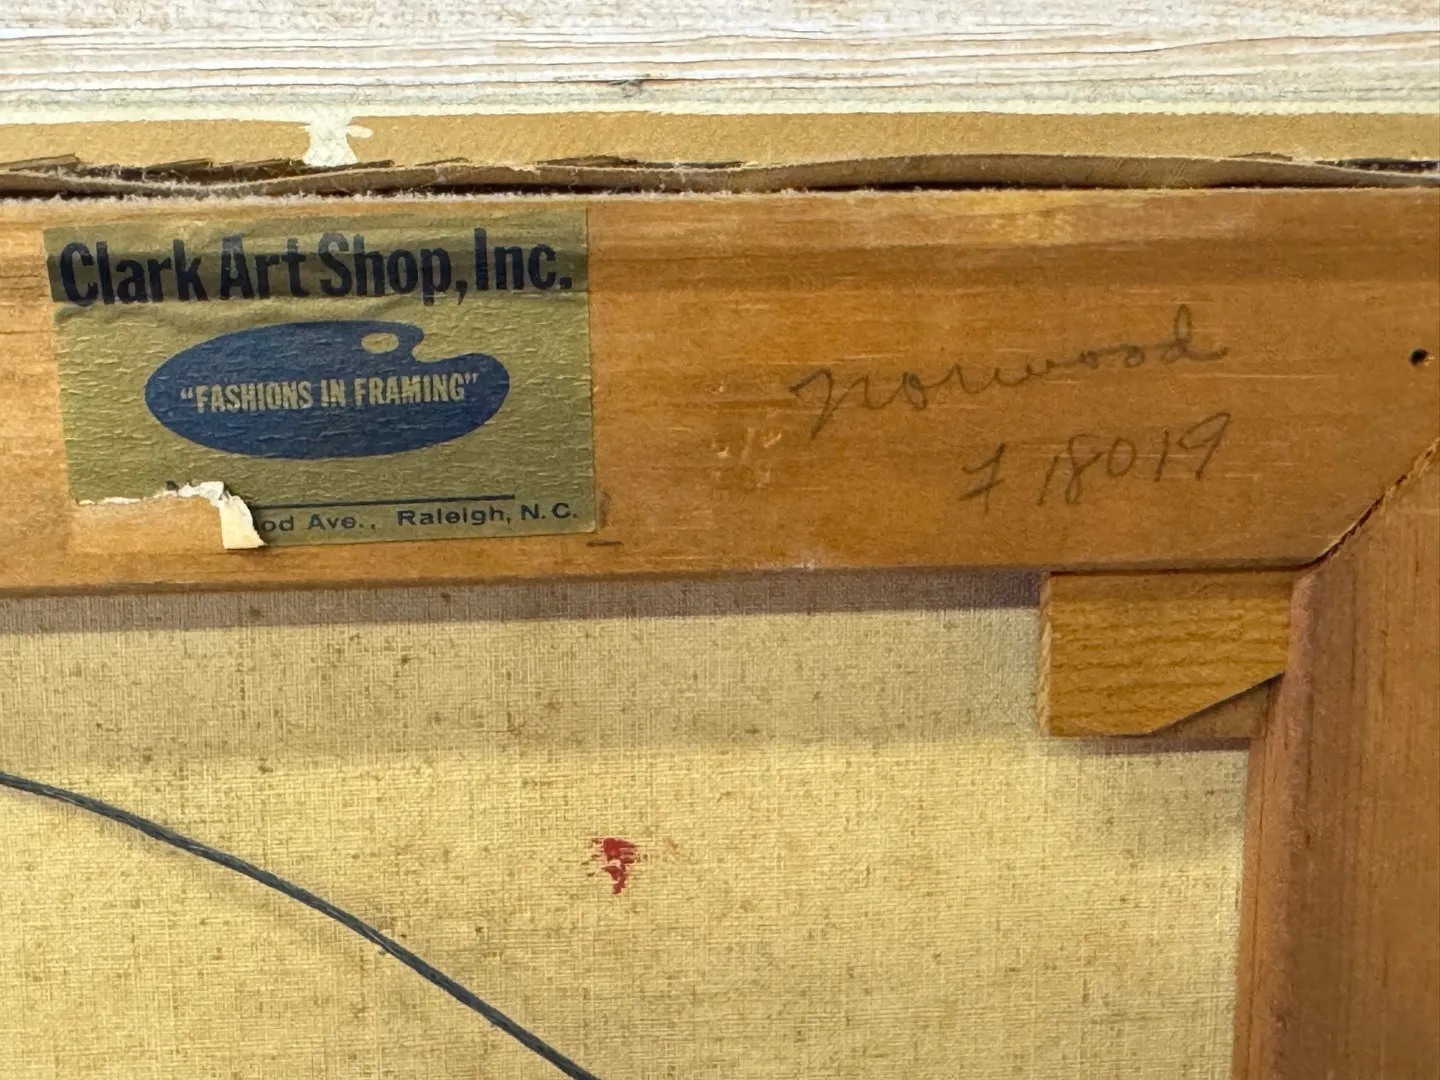 Clark Art Shop, Inc.
"FASHIONS IN FRAMING"
Ave., Raleigh, N.C.
Norwood
7 18019